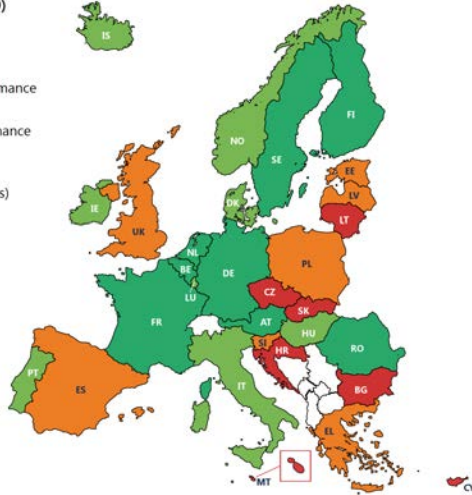 )
IS
mance
NO
FI
nance
SE
EE
s)
LV
IE
DK
LT
UK
NL
BE
DE
PL
LU
CZ
SK
FR
AT
HU
SI
HR
RO
PT
ES
IT
BG
EL
MT
CY